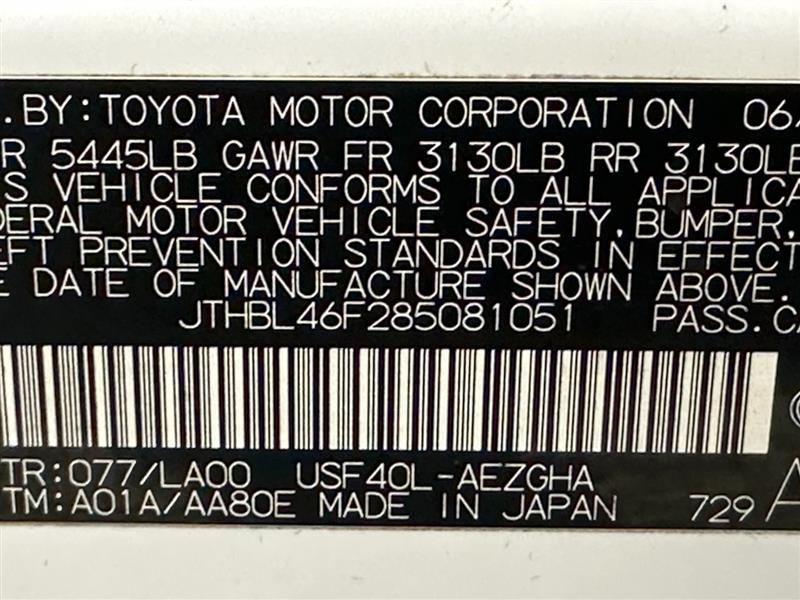 . BY:TOYOTA MOTOR CORPORATION 06/
R 5445LB GAWR FR 3130LB RR 3130LB
S VEHICLE CONFORMS TO ALL APPLICA
DERAL MOTOR VEHICLE SAFETY,BUMPER,
EFT PREVENTION STANDARDS IN EFFECT
E DATE OF MANUFACTURE SHOWN ABOVE.
JTHBL46F285081051 PASS.CA
TR:077/LA00 USF40L-AEZGHA
TM:A01A/AA80E MADE IN JAPAN 729 A